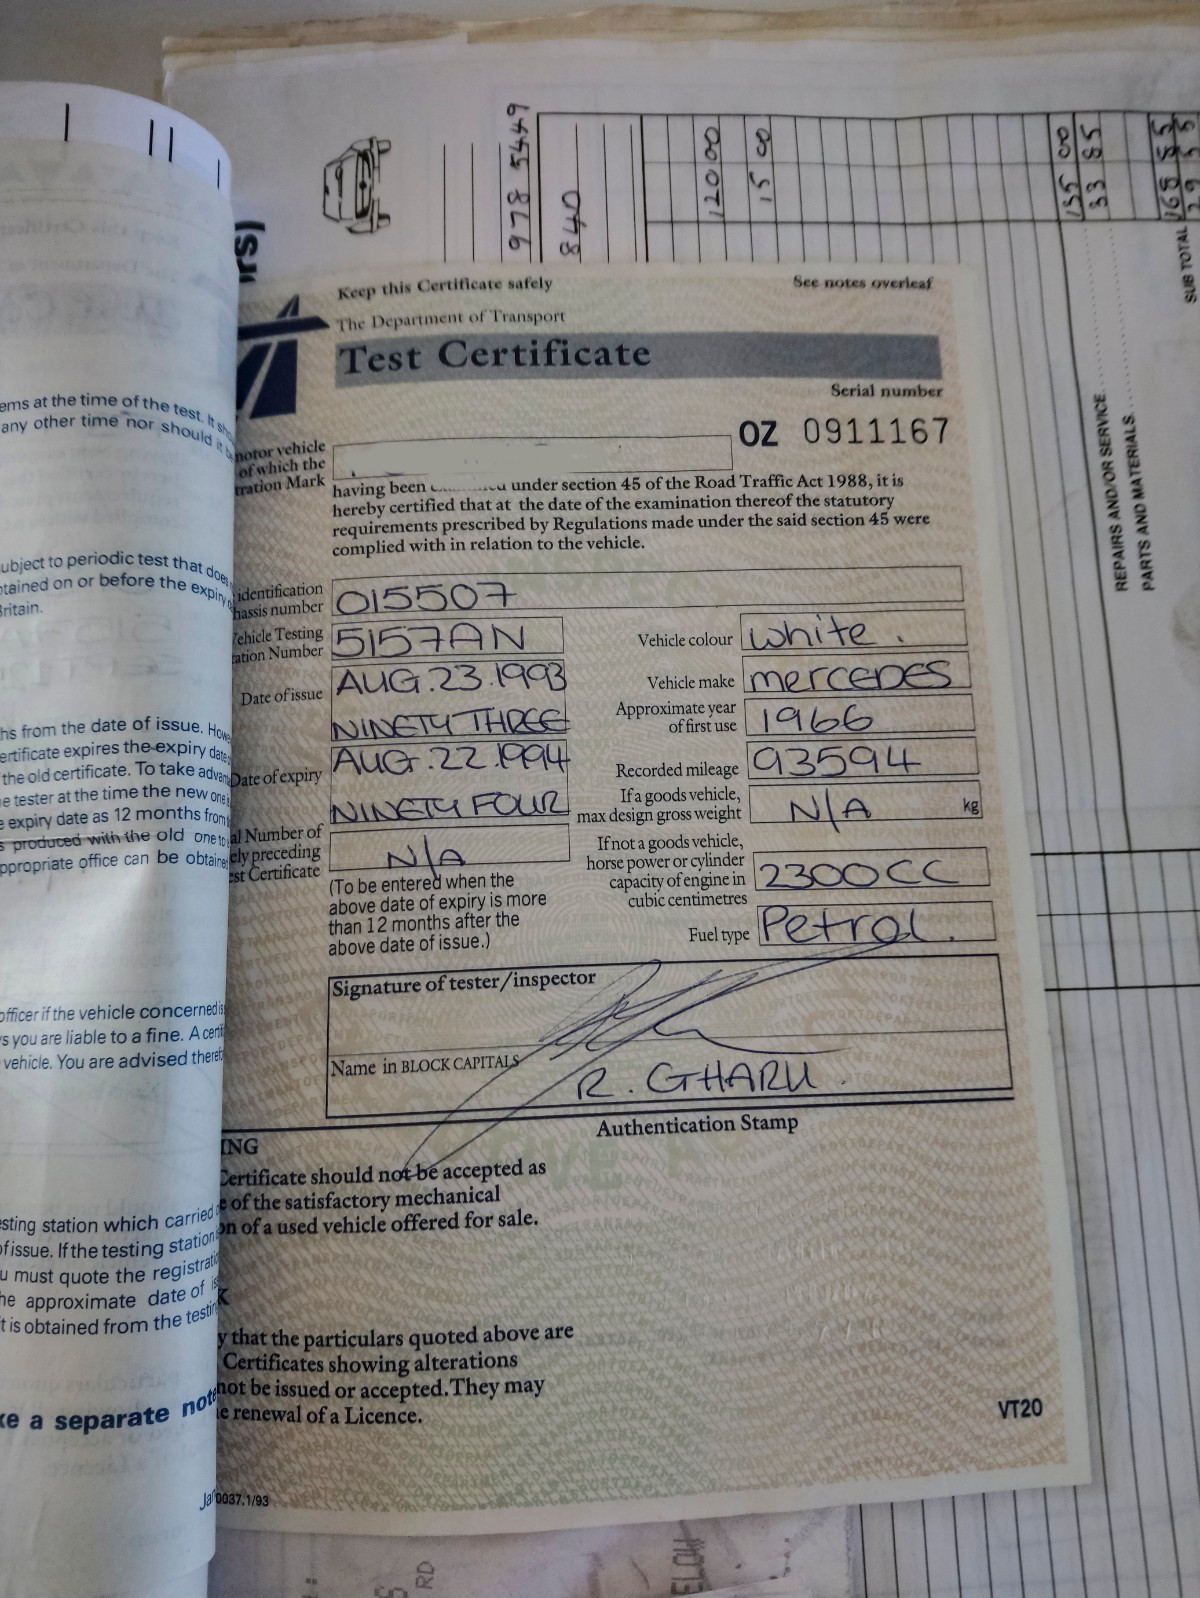 ems at the time of the test. It
any other time nor should it
ubject to periodic test that does
tained on or before the expiry
Britain.
hs from the date of issue.
ertificate expires the expiry date
the old certificate. To take
e tester at the time the new one
e expiry date as 12 months from
s produced with the old one to
ppropriate office can be
officer if the vehicle concerned is
s you are liable to a fine. A
vehicle. You are advised
esting station which carried
of issue. If the testing station
u must quote the
he approximate date of
t is obtained from the
ke a separate note
rs)
978 5449
840
120 00
15 00
135 00
33 85
168 85
SUB TOTAL
REPAIRS AND/OR SERVICE
PARTS AND MATERIALS
Keep this Certificate safely
See notes overleaf
The Department of Transport
Test Certificate
Serial number
OZ 0911167
motor vehicle
of which the
tration Mark
having been under section 45 of the Road Traffic Act 1988, it is
hereby certified that at the date of the examination thereof the statutory
requirements prescribed by Regulations made under the said section 45 were
complied with in relation to the vehicle.
identification
hassis number 015507
Vehicle Testing
tation Number 5157AN
Vehicle colour white.
Date of issue AUG.23.1993
NINETY THREE
Vehicle make MERCEDES
Approximate year
of first use 1966
Date of expiry AUG.22.1994
NINETY FOUR
Recorded mileage 93594
If a goods vehicle,
max design gross weight N/A kg
al Number of
ely preceding
est Certificate N/A
(To be entered when the
above date of expiry is more
than 12 months after the
above date of issue.)
If not a goods vehicle,
horse power or cylinder
capacity of engine in
cubic centimetres 2300CC
Fuel type Petrol.
Signature of tester/inspector
Name in BLOCK CAPITALS
R. GHARU.
Authentication Stamp
ING
Certificate should not be accepted as
e of the satisfactory mechanical
on of a used vehicle offered for sale.
K
y that the particulars quoted above are
Certificates showing alterations
not be issued or accepted. They may
e renewal of a Licence.
VT20
0037.1/93
ELOW
RD